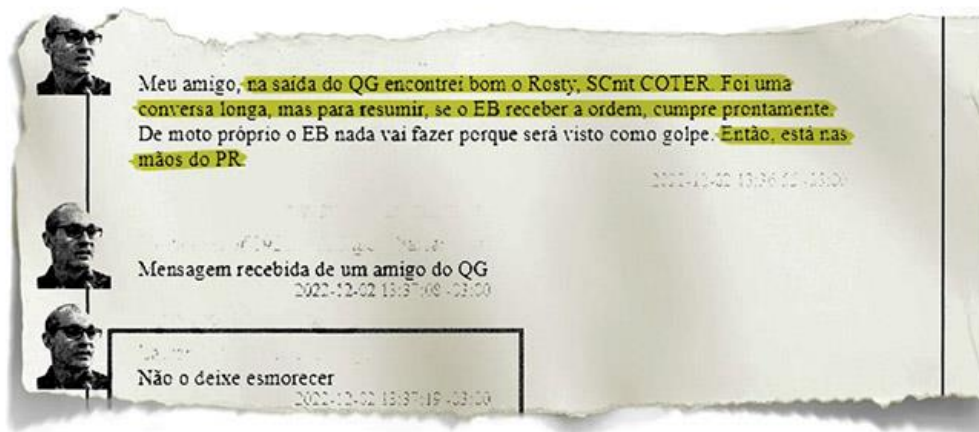 Meu amigo, na saída do QG encontrei bom o Rosty, SCmt COTER. Foi uma
conversa longa, mas para resumir, se o EB receber a ordem, cumpre prontamente.
De moto próprio o EB nada vai fazer porque será visto como golpe. Então, está nas
mãos do PR
2022-12-02 13:36:52 -03:00
Mensagem recebida de um amigo do QG
2022-12-02 13:37:08 -03:00
Não o deixe esmorecer
2022-12-02 13:37:19 -03:00